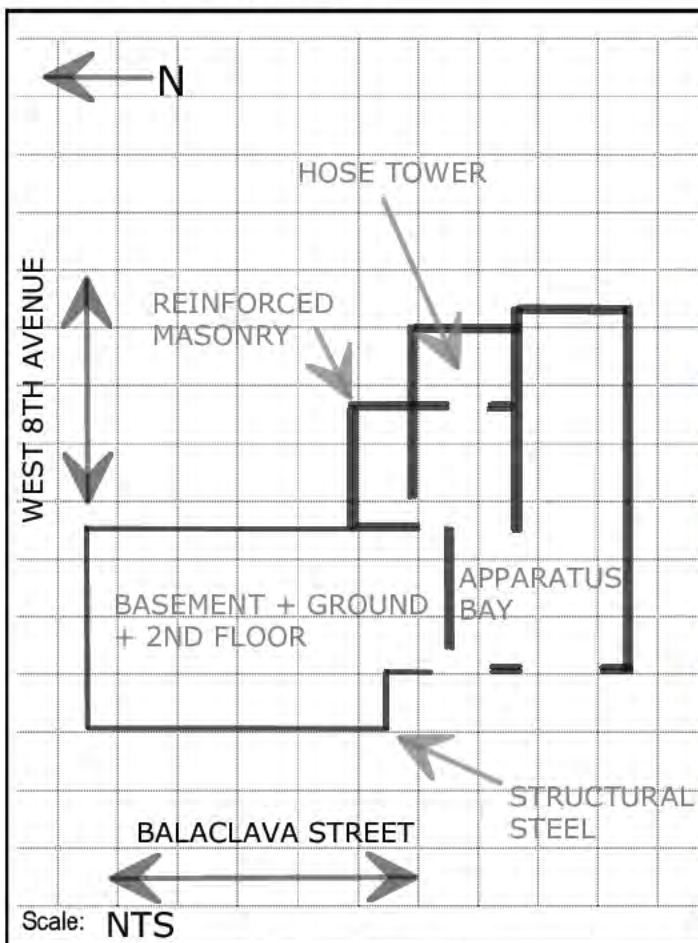 N
HOSE TOWER
REINFORCED
MASONRY
WEST 8TH AVENUE
APPARATUS
BAY
BASEMENT + GROUND
+ 2ND FLOOR
STRUCTURAL
STEEL
BALACLAVA STREET
Scale: NTS